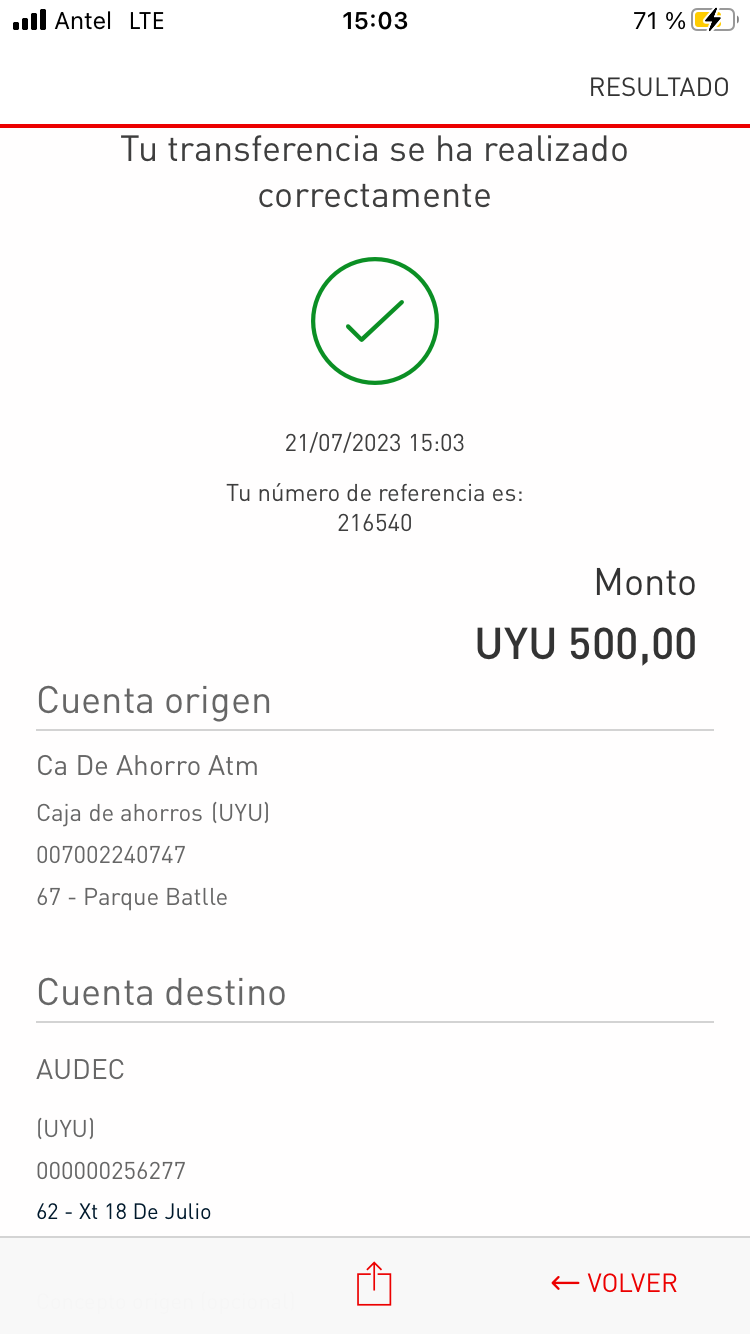 Antel LTE 15:03 71 %
RESULTADO
Tu transferencia se ha realizado
correctamente
21/07/2023 15:03
Tu número de referencia es:
216540
Monto
UYU 500,00
Cuenta origen
Ca De Ahorro Atm
Caja de ahorros (UYU)
007002240747
67 - Parque Batlle
Cuenta destino
AUDEC
(UYU)
000000256277
62 - Xt 18 De Julio
← VOLVER